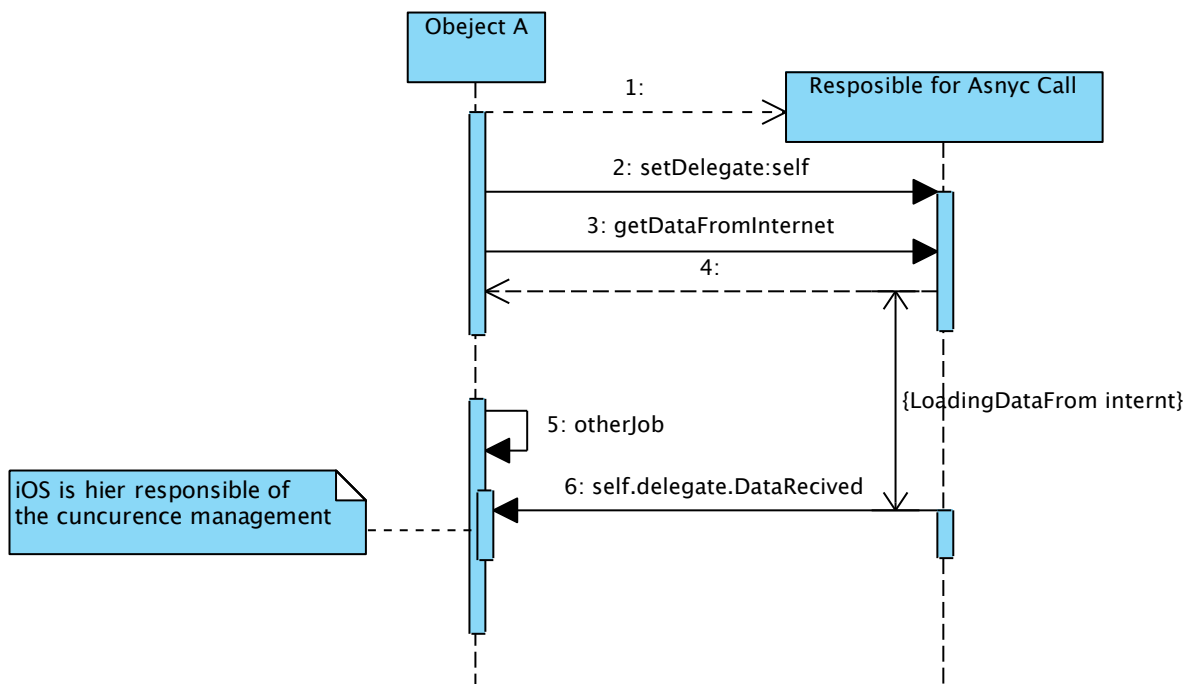 Obeject A
1:
Resposible for Asnyc Call
2: setDelegate:self
3: getDataFromInternet
4:
{LoadingDataFrom internt}
5: otherJob
6: self.delegate.DataRecived
iOS is hier responsible of
the cuncurence management